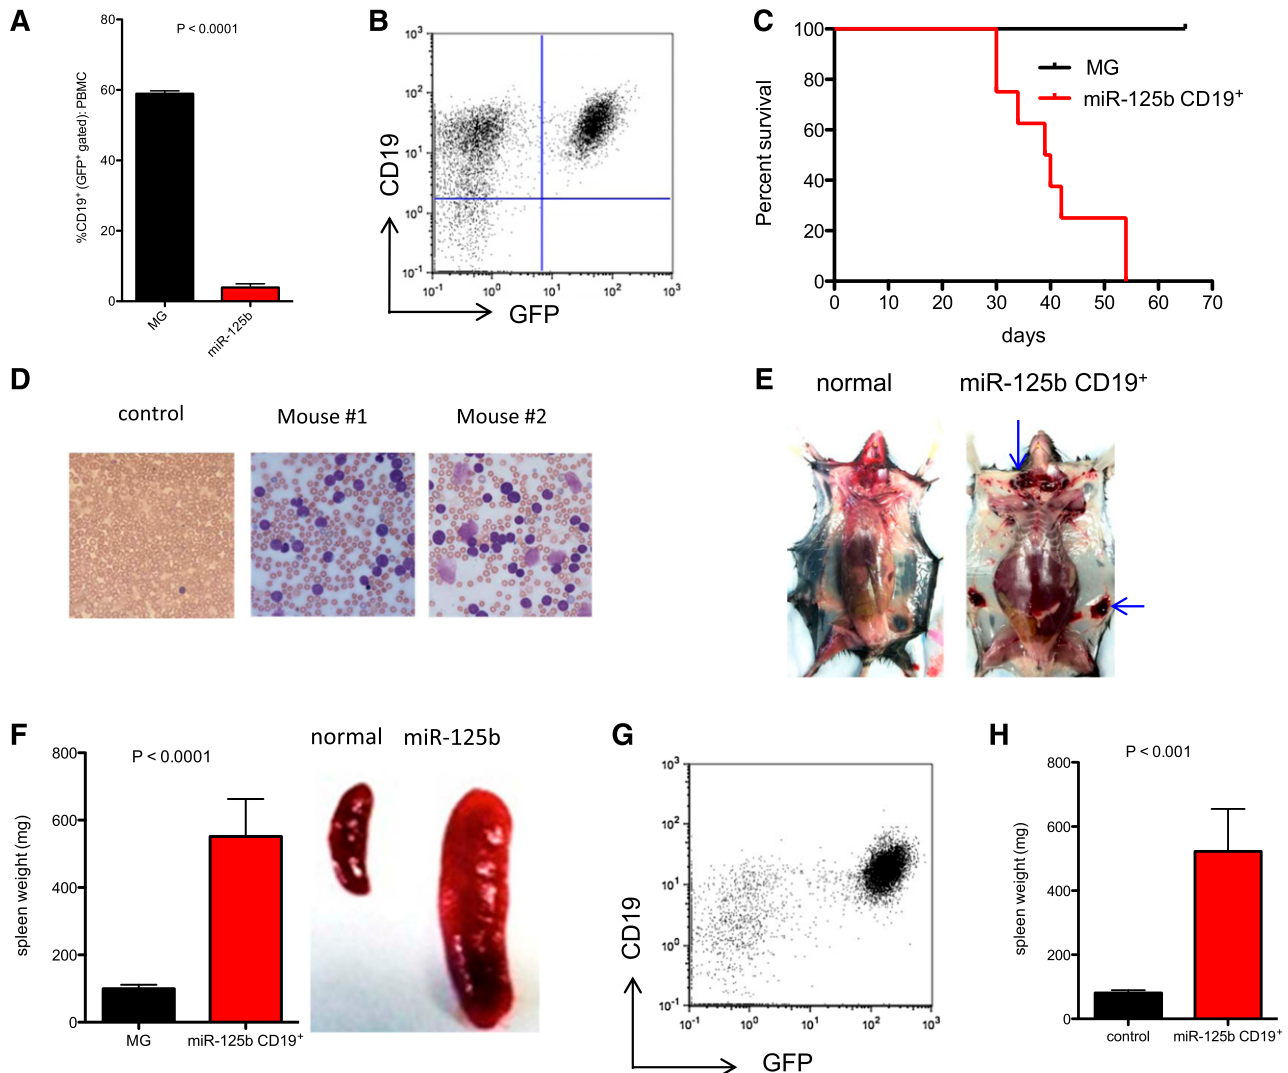 A
P < 0.0001
%CD19⁺ (GFP⁺ gated): PBMC
80
60
40
20
0
MG
miR-125b
B
10³
10²
10¹
10⁰
10⁻¹
CD19
10⁻¹ 10⁰ 10¹ 10² 10³
GFP
C
Percent survival
100
80
60
40
20
0
MG
miR-125b CD19⁺
0 10 20 30 40 50 60 70
days
D
control
Mouse #1
Mouse #2
E
normal
miR-125b CD19⁺
F
P < 0.0001
spleen weight (mg)
800
600
400
200
0
MG
miR-125b CD19⁺
normal
miR-125b
G
10³
10²
10¹
10⁰
10⁻¹
CD19
10⁻¹ 10⁰ 10¹ 10² 10³
GFP
H
P < 0.001
spleen weight (mg)
800
600
400
200
0
control
miR-125b CD19⁺